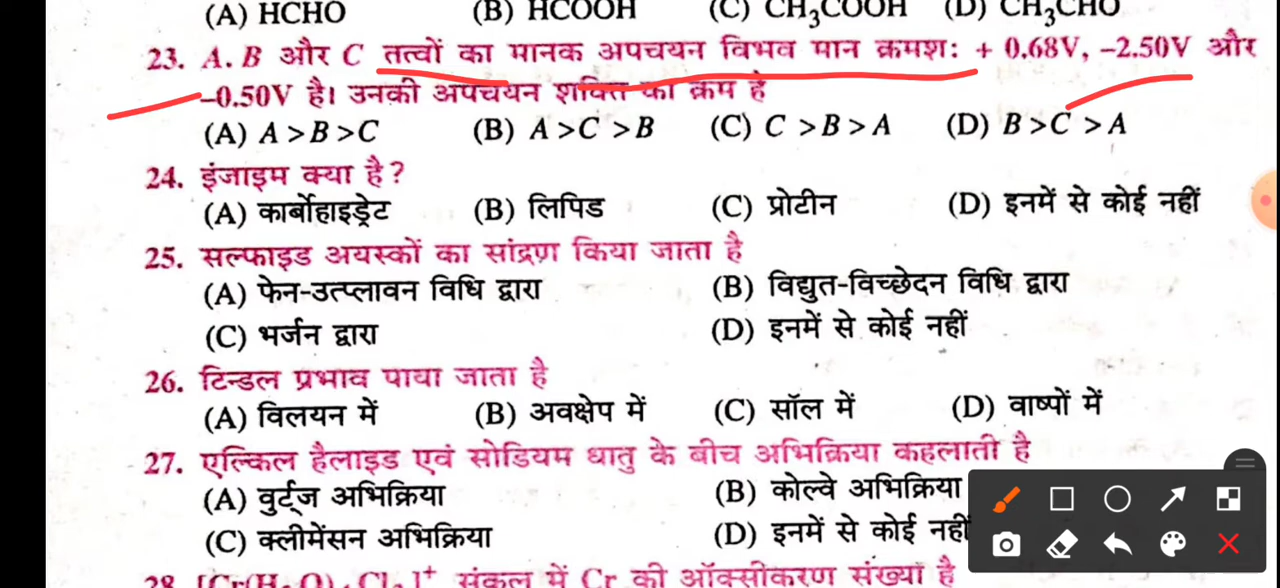 (A) HCHO (B) HCOOH (C) CH₃COOH (D) CH₃CHO
23. A. B और C तत्वों का मानक अपचयन विभव मान क्रमश: + 0.68V, –2.50V और
–0.50V है। उनकी अपचयन शक्ति का क्रम है
(A) A > B > C (B) A > C > B (C) C > B > A (D) B > C > A
24. इंजाइम क्या है ?
(A) कार्बोहाइड्रेट (B) लिपिड (C) प्रोटीन (D) इनमें से कोई नहीं
25. सल्फाइड अयस्कों का सांद्रण किया जाता है
(A) फेन-उत्प्लावन विधि द्वारा (B) विद्युत-विच्छेदन विधि द्वारा
(C) भर्जन द्वारा (D) इनमें से कोई नहीं
26. टिन्डल प्रभाव पाया जाता है
(A) विलयन में (B) अवक्षेप में (C) सॉल में (D) वाष्पों में
27. एल्किल हैलाइड एवं सोडियम धातु के बीच अभिक्रिया कहलाती है
(A) वुर्ट्ज अभिक्रिया (B) कोल्वे अभिक्रिया
(C) क्लीमेंसन अभिक्रिया (D) इनमें से कोई नहीं
28. संकुल में Cr की ऑक्सीकरण संख्या है